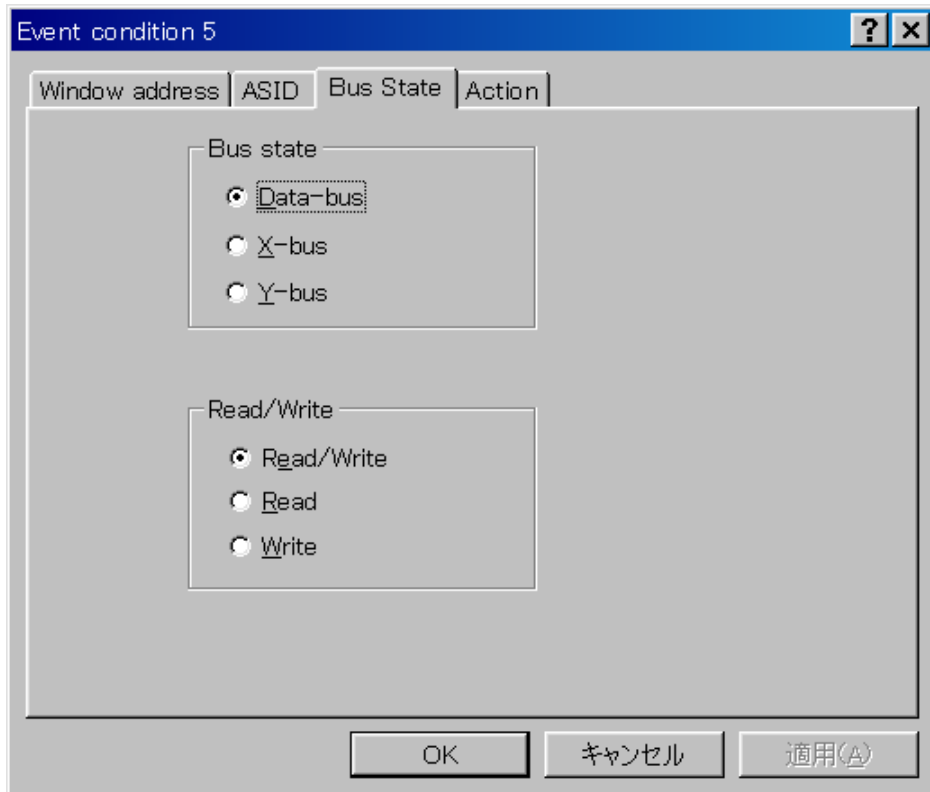 Event condition 5
Window address ASID Bus State Action
Bus state
Data-bus
X-bus
Y-bus
Read/Write
Read/Write
Read
Write
OK キャンセル 適用(A)